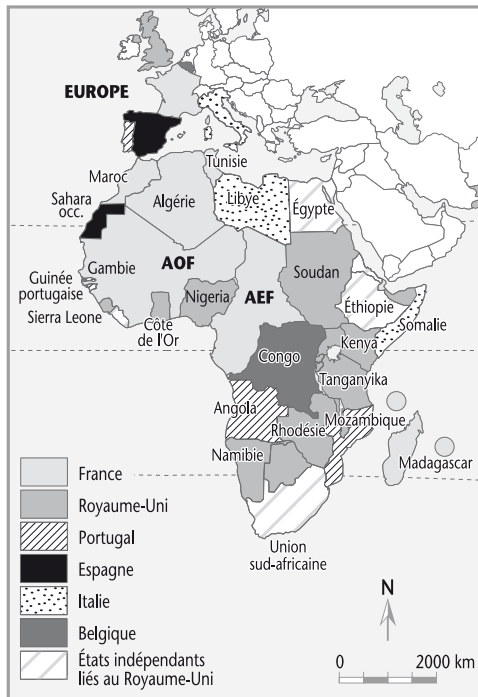 EUROPE
Tunisie
Maroc
Sahara
occ.
Algérie
Libye
Égypte
Gambie
AOF
Guinée
portugaise
Nigeria
AEF
Soudan
Sierra Leone
Côte
de l'Or
Éthiopie
Somalie
Congo
Kenya
Tanganyika
Angola
Rhodésie
Mozambique
Namibie
Madagascar
Union
sud-africaine
France
Royaume-Uni
Portugal
Espagne
Italie
Belgique
États indépendants
liés au Royaume-Uni
N
0 2000 km